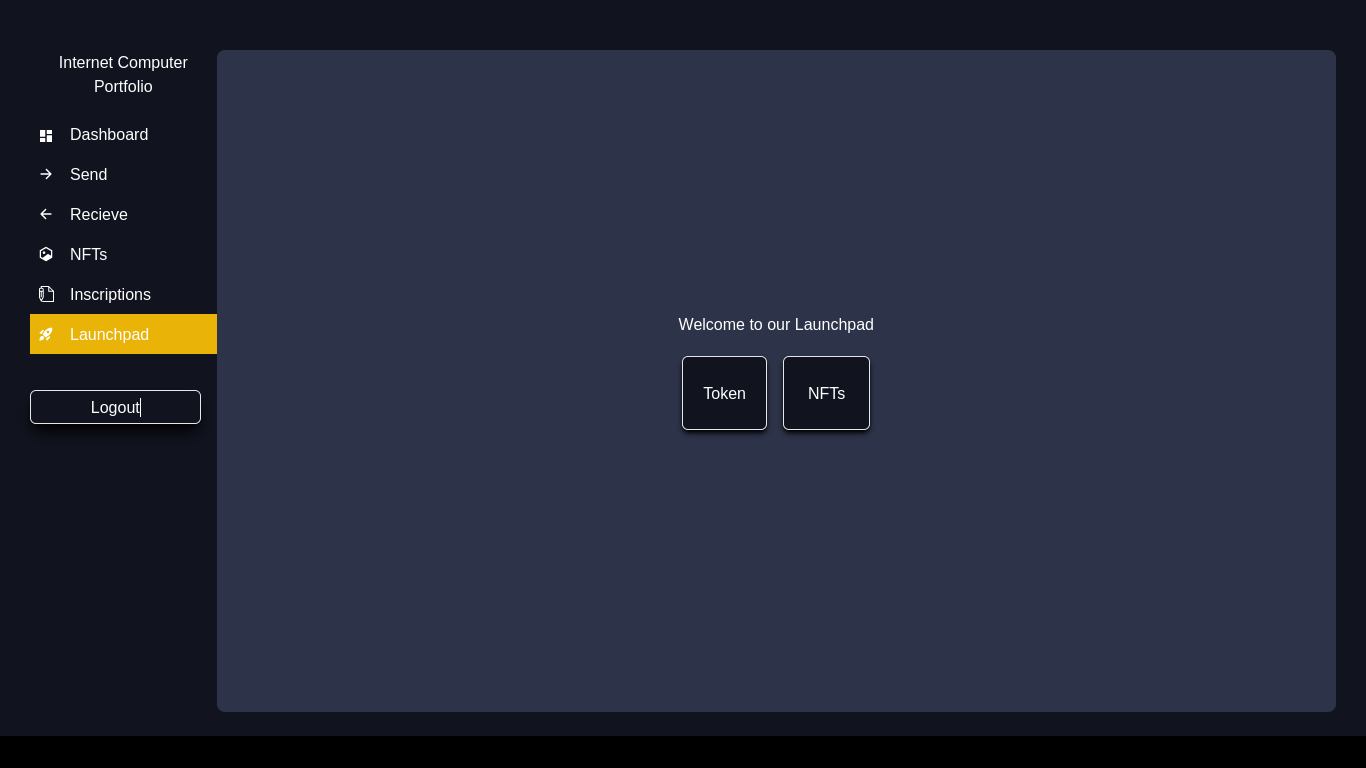 Internet Computer
Portfolio
Dashboard
Send
Recieve
NFTs
Inscriptions
Launchpad
Logout
Welcome to our Launchpad
Token
NFTs